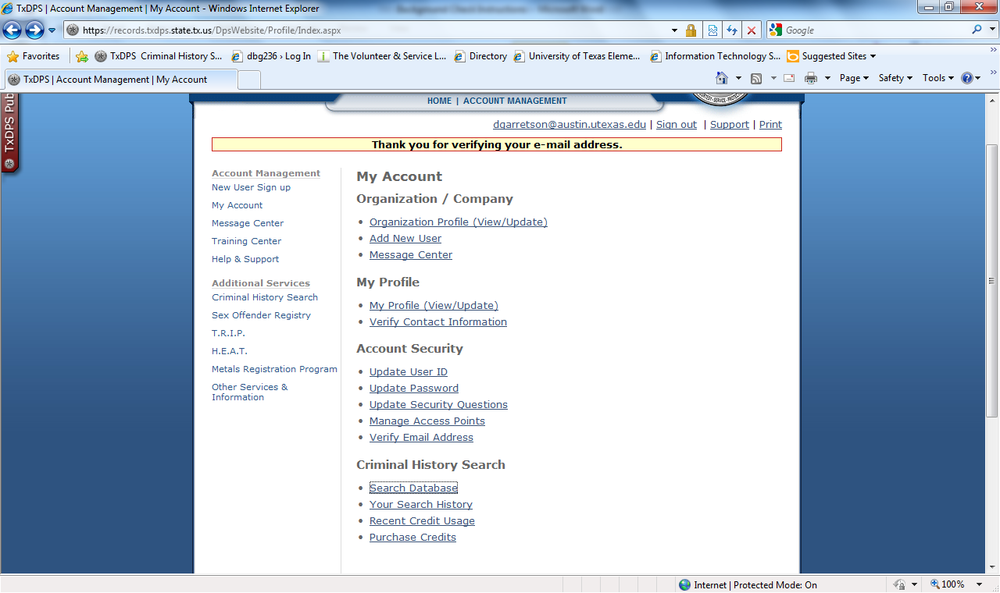 TxDPS | Account Management | My Account - Windows Internet Explorer
https://records.txdps.state.tx.us/DpsWebsite/Profile/Index.aspx
Google
Favorites
TxDPS Criminal History S...
dbg236 › Log In
The Volunteer & Service L...
Directory
University of Texas Eleme...
Information Technology S...
Suggested Sites
TxDPS | Account Management | My Account
Page
Safety
Tools
TxDPS Pub
HOME | ACCOUNT MANAGEMENT
dgarretson@austin.utexas.edu | Sign out | Support | Print
Thank you for verifying your e-mail address.
Account Management
New User Sign up
My Account
Message Center
Training Center
Help & Support
Additional Services
Criminal History Search
Sex Offender Registry
T.R.I.P.
H.E.A.T.
Metals Registration Program
Other Services &
Information
My Account
Organization / Company
• Organization Profile (View/Update)
• Add New User
• Message Center
My Profile
• My Profile (View/Update)
• Verify Contact Information
Account Security
• Update User ID
• Update Password
• Update Security Questions
• Manage Access Points
• Verify Email Address
Criminal History Search
• Search Database
• Your Search History
• Recent Credit Usage
• Purchase Credits
Internet | Protected Mode: On
100%